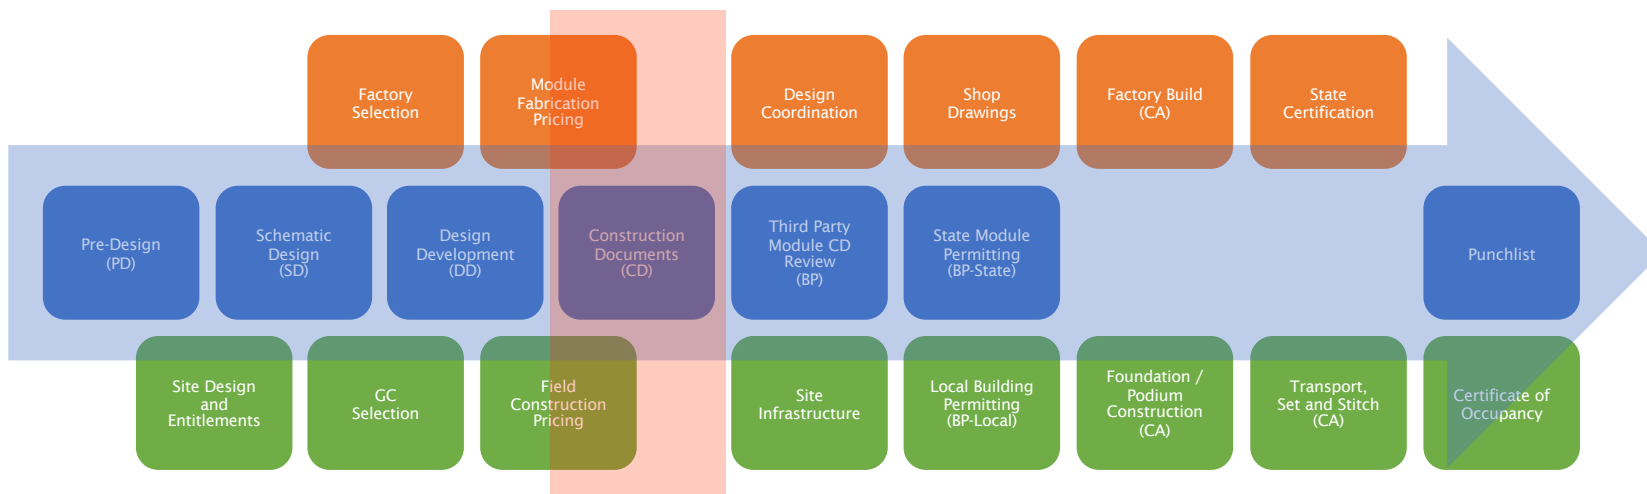 Factory
Selection
Module
Fabrication
Pricing
Design
Coordination
Shop
Drawings
Factory Build
(CA)
State
Certification
Pre-Design
(PD)
Schematic
Design
(SD)
Design
Development
(DD)
Construction
Documents
(CD)
Third Party
Module CD
Review
(BP)
State Module
Permitting
(BP-State)
Punchlist
Site Design
and
Entitlements
GC
Selection
Field
Construction
Pricing
Site
Infrastructure
Local Building
Permitting
(BP-Local)
Foundation /
Podium
Construction
(CA)
Transport,
Set and Stitch
(CA)
Certificate of
Occupancy